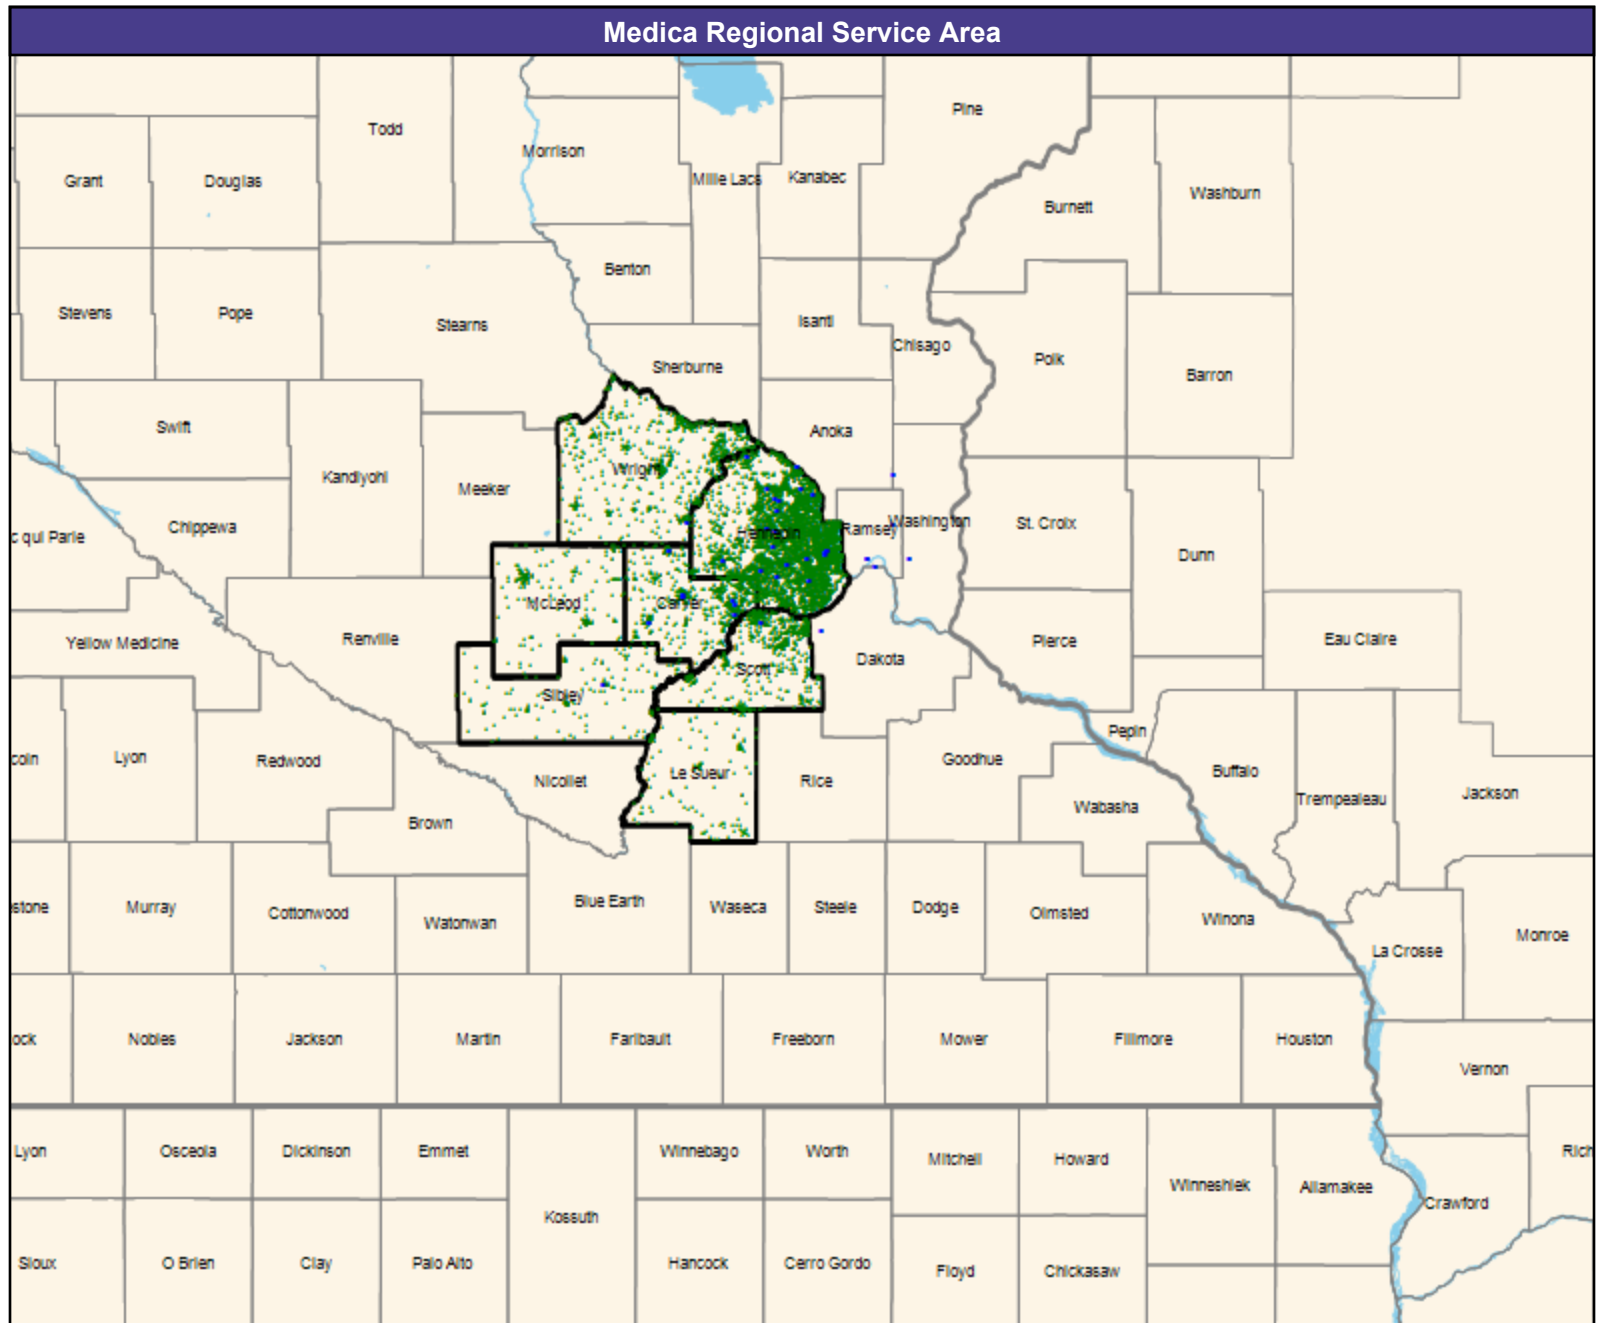 Medica Regional Service Area
Pine
Todd
Morrison
Mille Lacs
Kanabec
Grant
Douglas
Washburn
Burnett
Benton
Stevens
Pope
Stearns
Isanti
Chisago
Polk
Barron
Sherburne
Swift
Anoka
Wright
Kandiyohi
Meeker
Chippewa
c qui Parle
Hennepin
Ramsey
Washington
St. Croix
Dunn
McLeod
Carver
Yellow Medicine
Renville
Pierce
Eau Claire
Scott
Dakota
Sibley
Pepin
coln
Lyon
Redwood
Nicollet
Le Sueur
Rice
Goodhue
Buffalo
Trempealeau
Jackson
Wabasha
Brown
stone
Murray
Cottonwood
Watonwan
Blue Earth
Waseca
Steele
Dodge
Olmsted
Winona
La Crosse
Monroe
ock
Nobles
Jackson
Martin
Faribault
Freeborn
Mower
Fillmore
Houston
Vernon
Lyon
Osceola
Dickinson
Emmet
Winnebago
Worth
Mitchell
Howard
Rich
Winneshiek
Allamakee
Crawford
Kossuth
Sioux
O Brien
Clay
Palo Alto
Hancock
Cerro Gordo
Floyd
Chickasaw